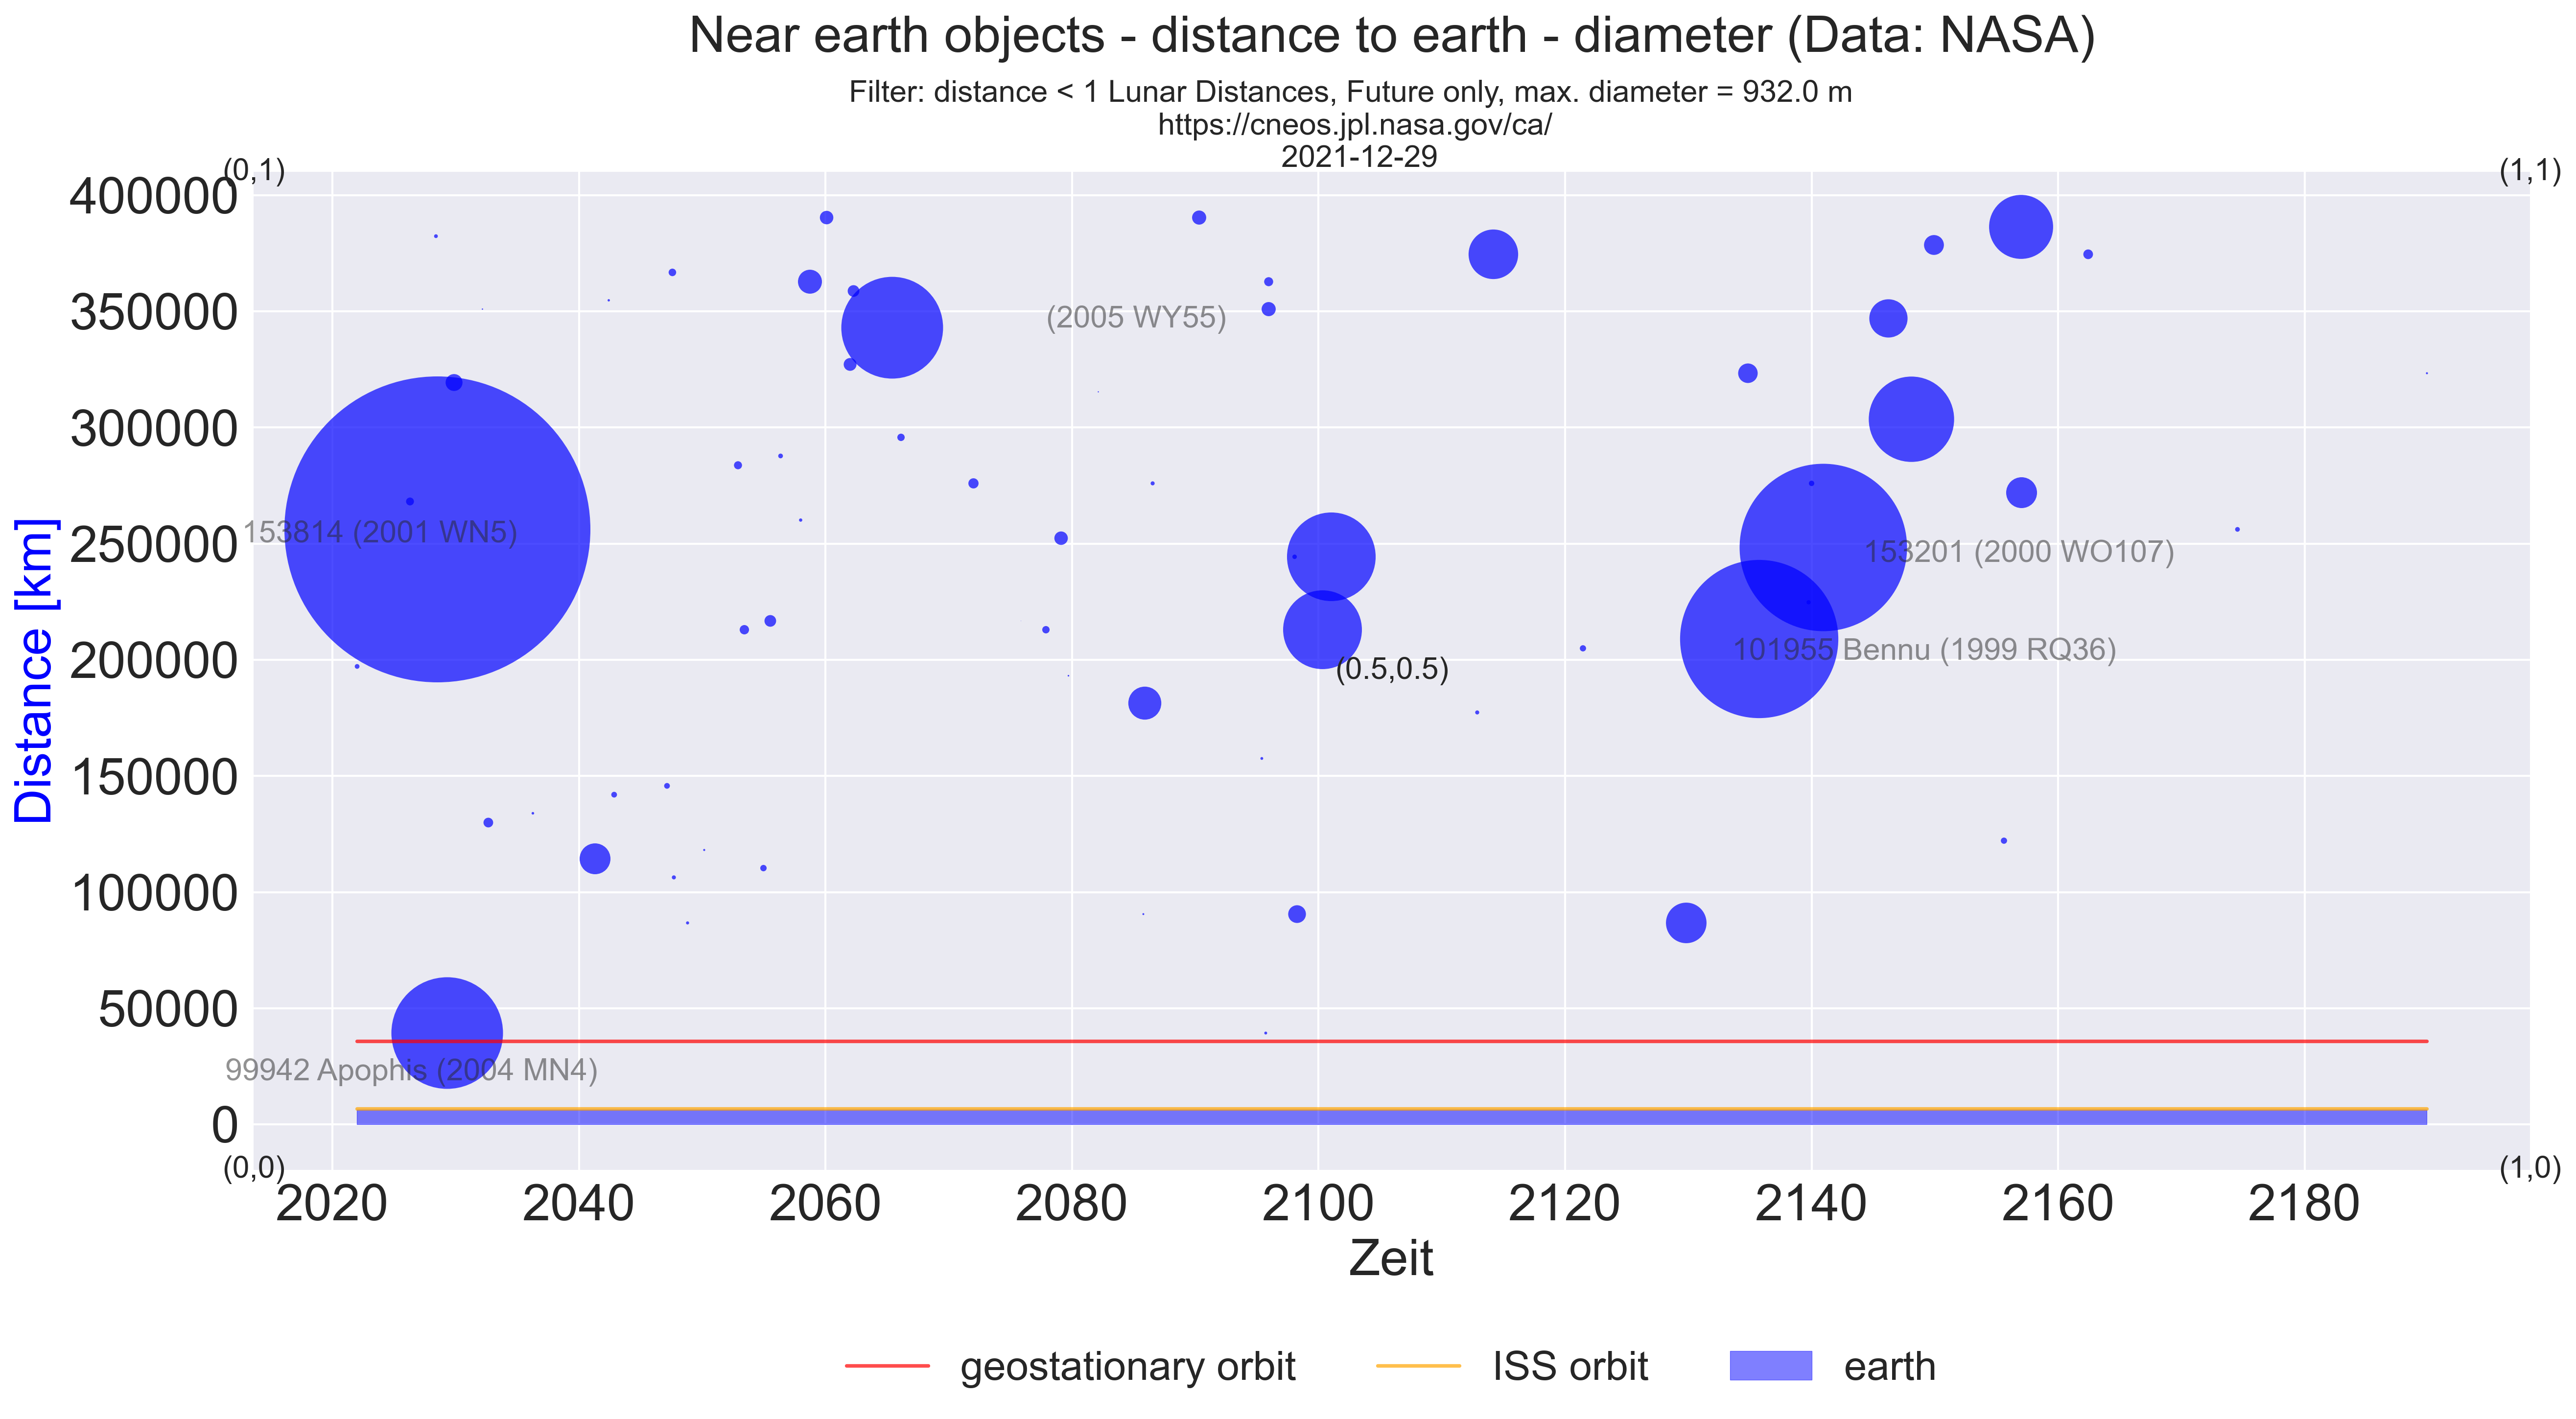 Near earth objects - distance to earth - diameter (Data: NASA)
Filter: distance < 1 Lunar Distances, Future only, max. diameter = 932.0 m
https://cneos.jpl.nasa.gov/ca/
2021-12-29
(0,1)
(1,1)
400000
350000
300000
250000
200000
150000
100000
50000
0
Distance [km]
(2005 WY55)
153814 (2001 WN5)
153201 (2000 WO107)
101955 Bennu (1999 RQ36)
(0.5,0.5)
99942 Apophis (2004 MN4)
(0,0)
(1,0)
2020 2040 2060 2080 2100 2120 2140 2160 2180
Zeit
geostationary orbit ISS orbit earth